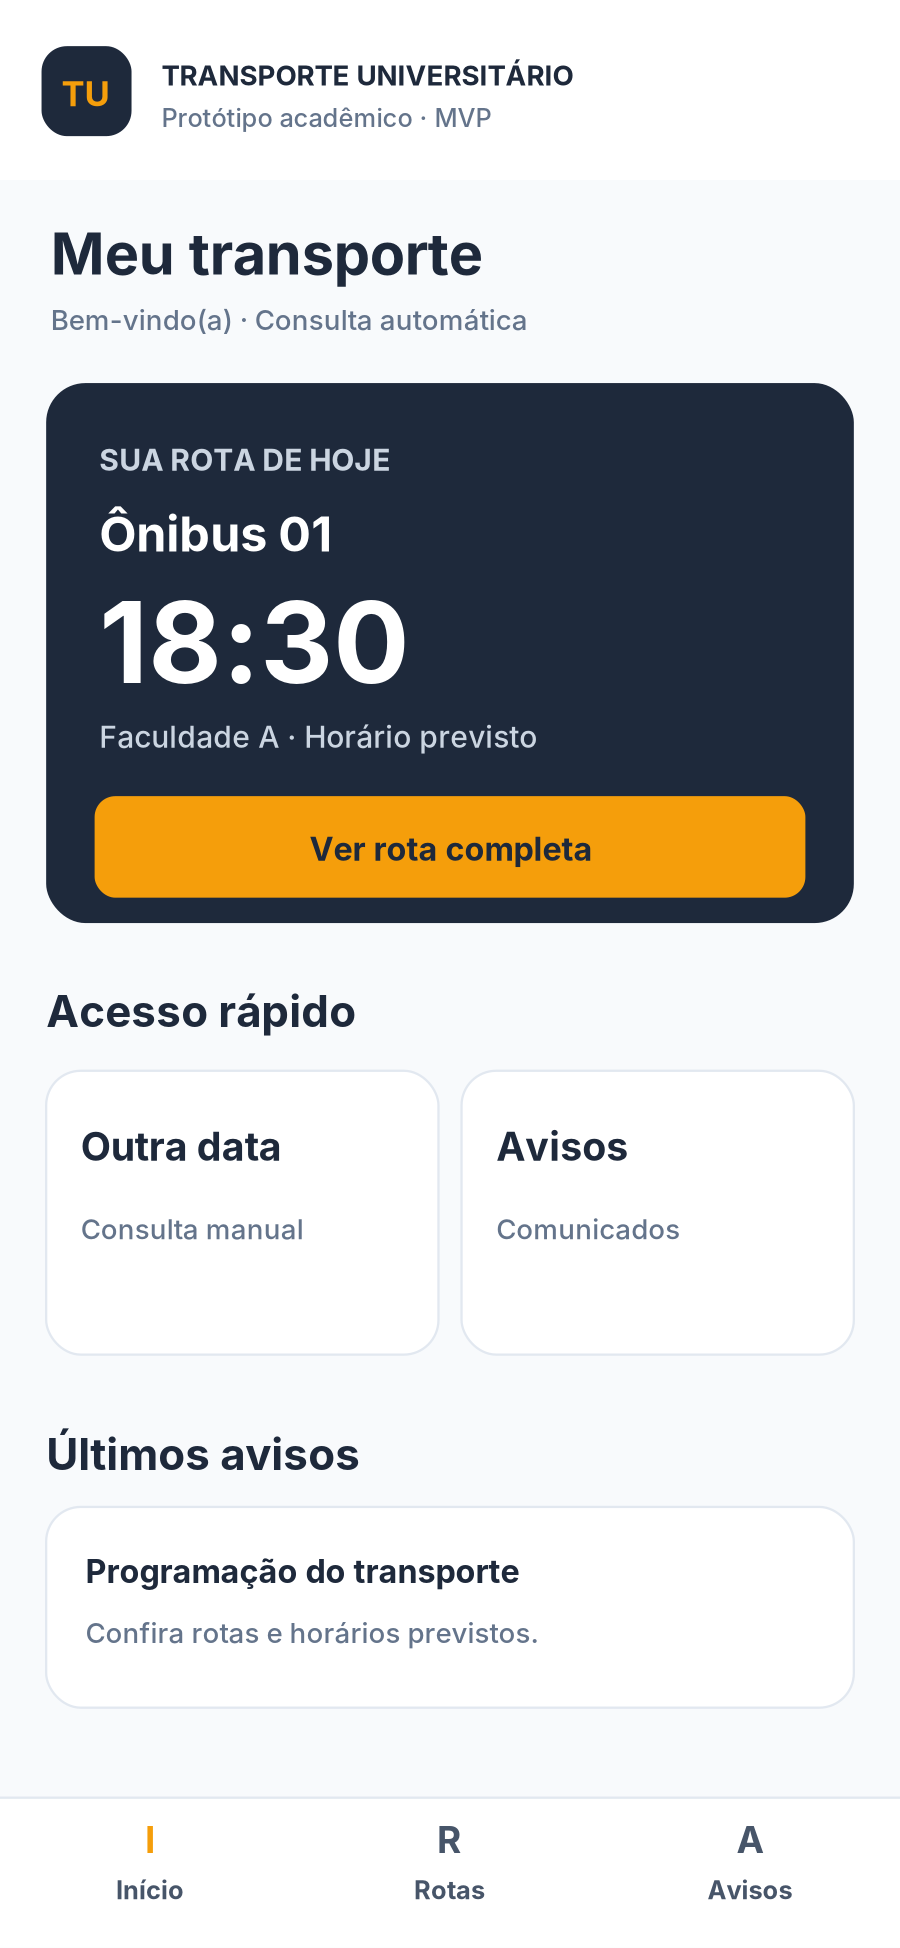 TU
TRANSPORTE UNIVERSITÁRIO
Protótipo acadêmico · MVP
Meu transporte
Bem-vindo(a) · Consulta automática
SUA ROTA DE HOJE
Ônibus 01
18:30
Faculdade A · Horário previsto
Ver rota completa
Acesso rápido
Outra data
Consulta manual
Avisos
Comunicados
Últimos avisos
Programação do transporte
Confira rotas e horários previstos.
I
Início
R
Rotas
A
Avisos